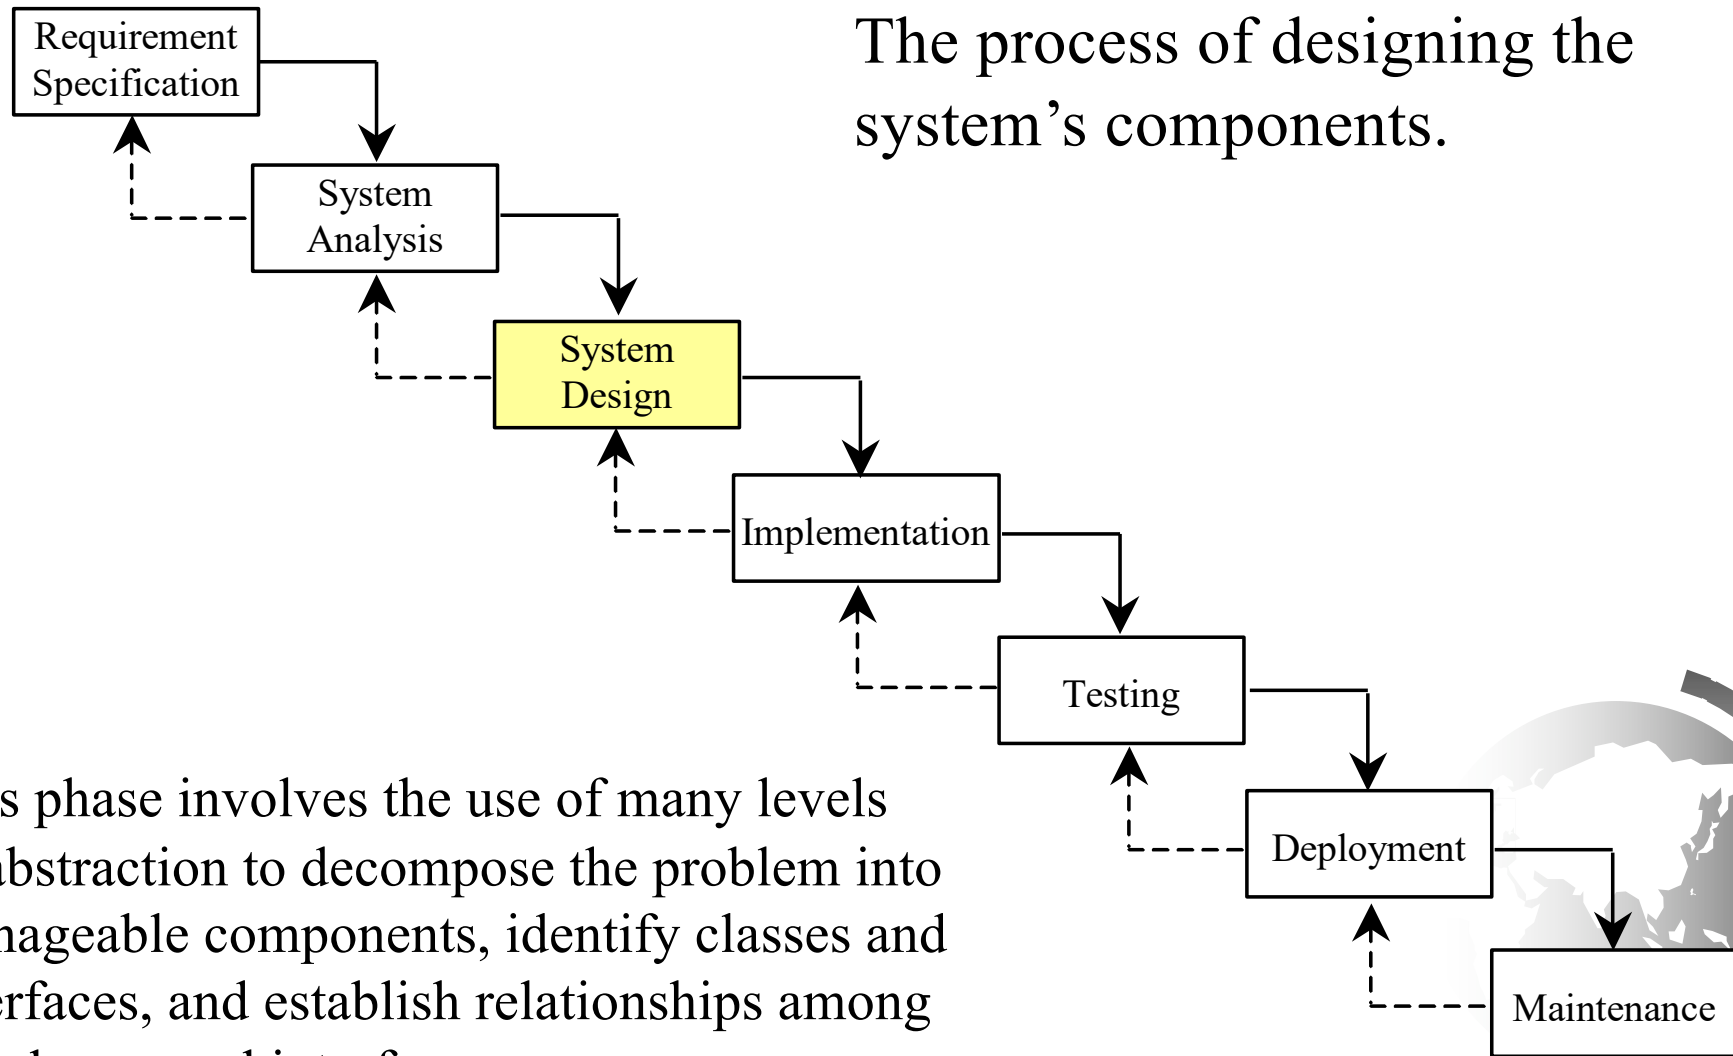 Requirement
Specification
The process of designing the
system’s components.
System
Analysis
System
Design
Implementation
Testing
Deployment
Maintenance
s phase involves the use of many levels
abstraction to decompose the problem into
nageable components, identify classes and
erfaces, and establish relationships among